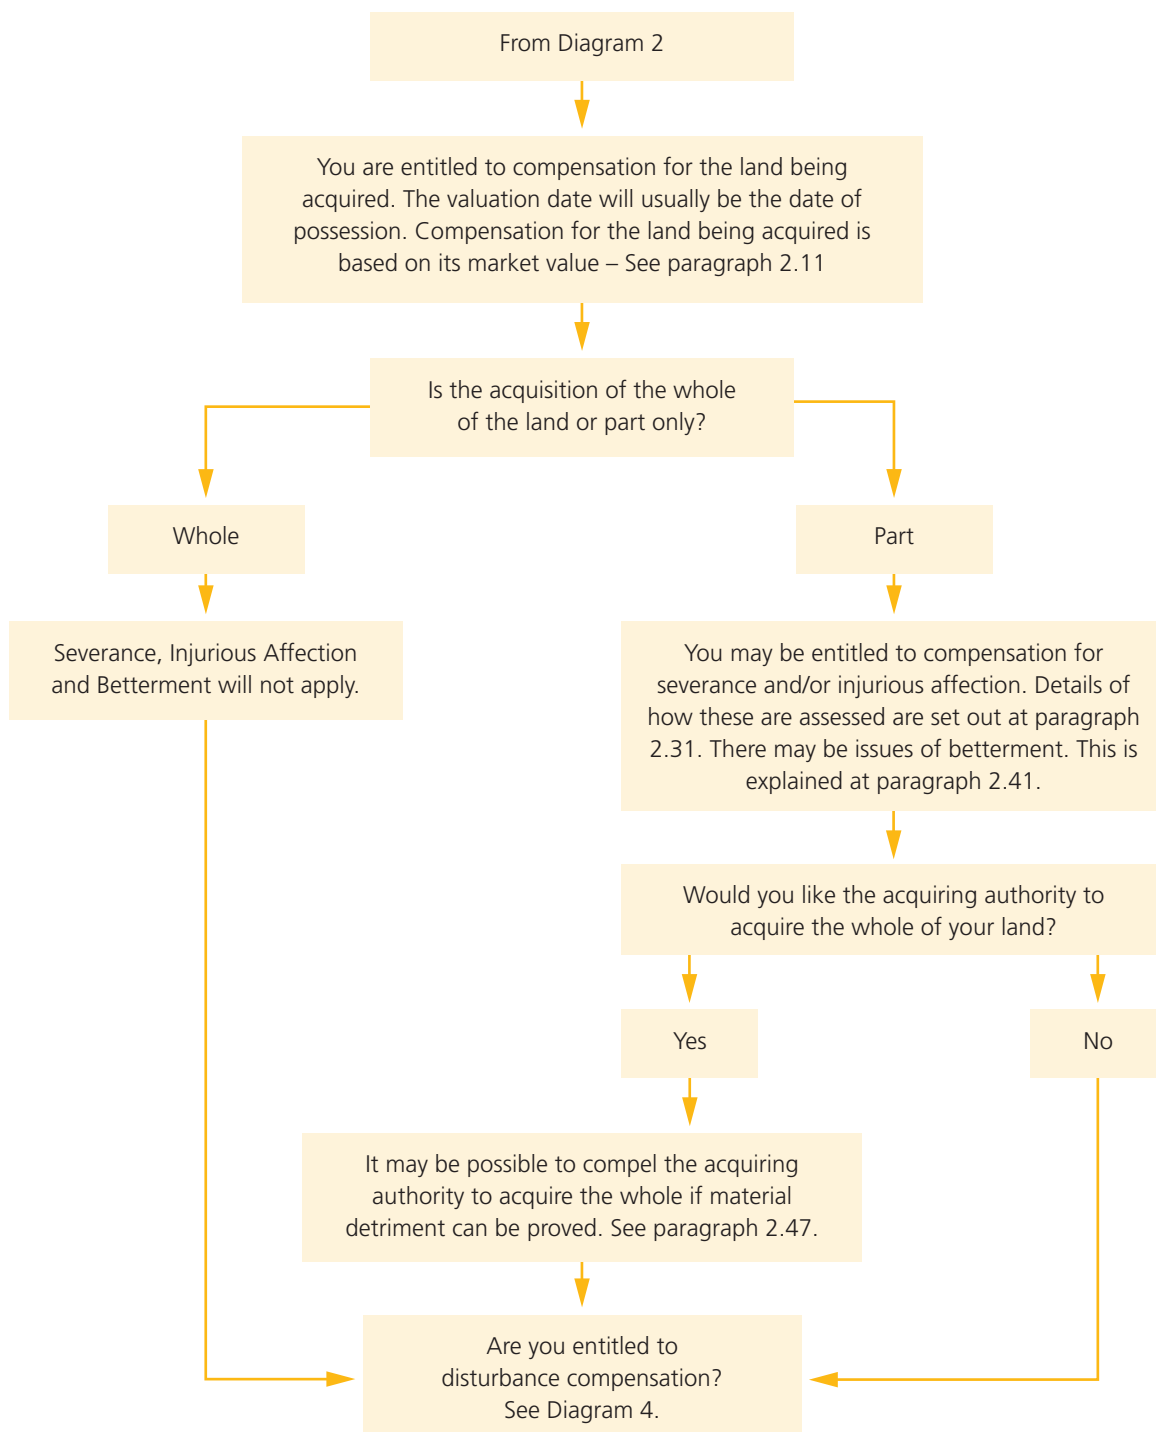 From Diagram 2
You are entitled to compensation for the land being
acquired. The valuation date will usually be the date of
possession. Compensation for the land being acquired is
based on its market value – See paragraph 2.11
Is the acquisition of the whole
of the land or part only?
Whole
Part
Severance, Injurious Affection
and Betterment will not apply.
You may be entitled to compensation for
severance and/or injurious affection. Details of
how these are assessed are set out at paragraph
2.31. There may be issues of betterment. This is
explained at paragraph 2.41.
Would you like the acquiring authority to
acquire the whole of your land?
Yes
No
It may be possible to compel the acquiring
authority to acquire the whole if material
detriment can be proved. See paragraph 2.47.
Are you entitled to
disturbance compensation?
See Diagram 4.